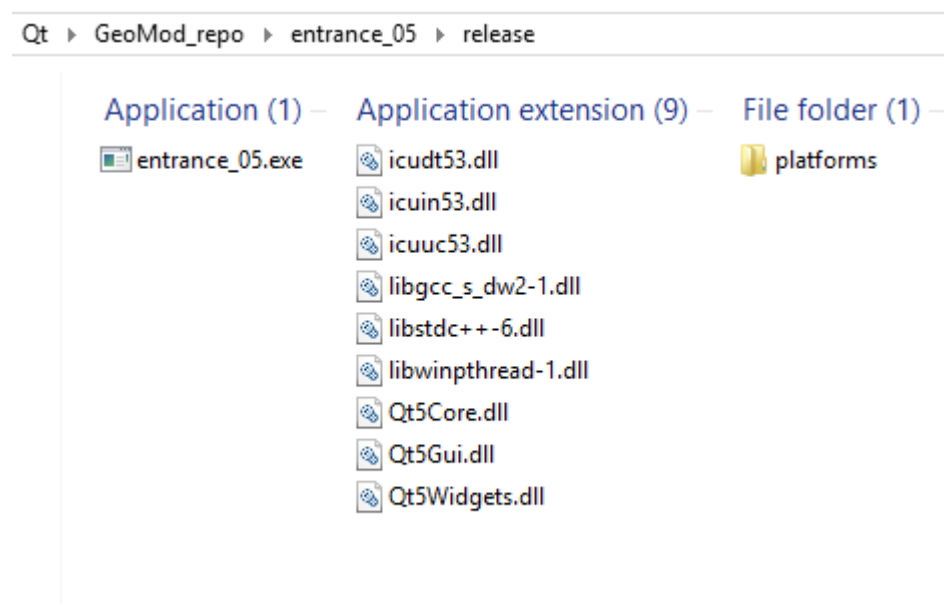 Qt ▸ GeoMod_repo ▸ entrance_05 ▸ release
Application (1)
entrance_05.exe
Application extension (9)
icudt53.dll
icuin53.dll
icuuc53.dll
libgcc_s_dw2-1.dll
libstdc++-6.dll
libwinpthread-1.dll
Qt5Core.dll
Qt5Gui.dll
Qt5Widgets.dll
File folder (1)
platforms